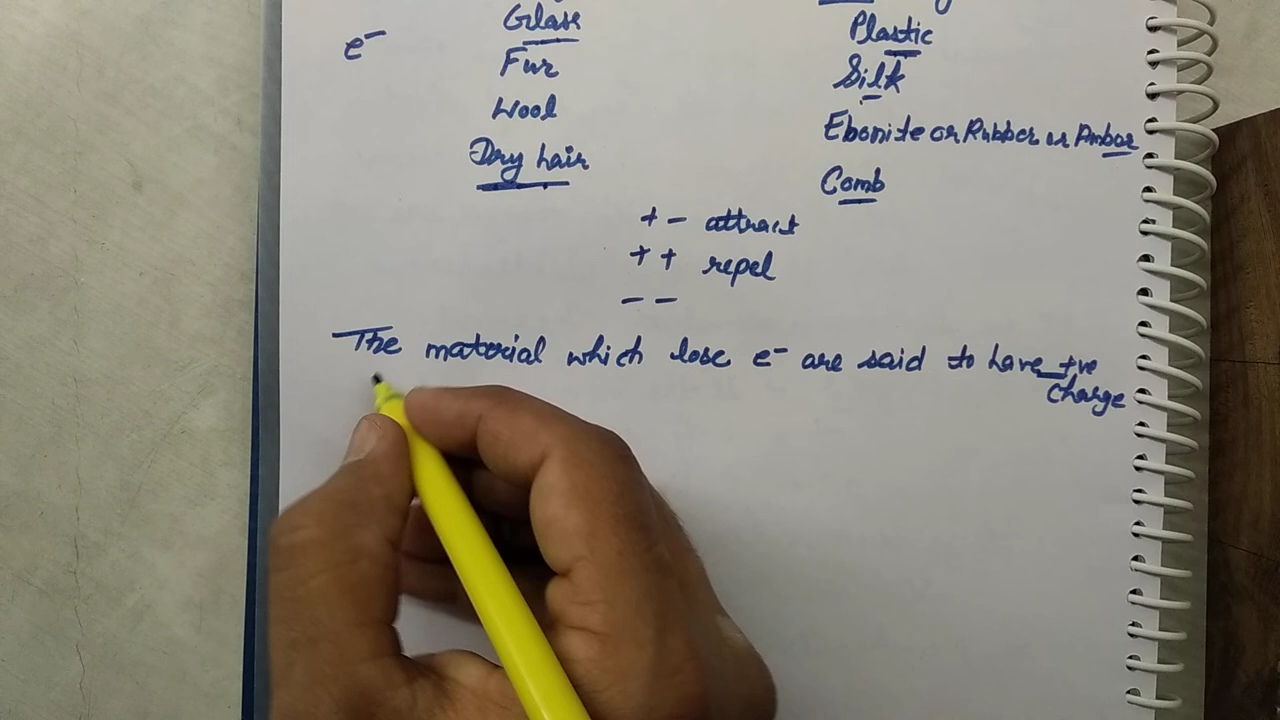 e⁻ Glass Plastic
Fur Silk
Wool Ebonite or Rubber or Ambar
Dry hair Comb
+ - attract
+ + repel
- -
The material which lose e⁻ are said to have +ve
charge